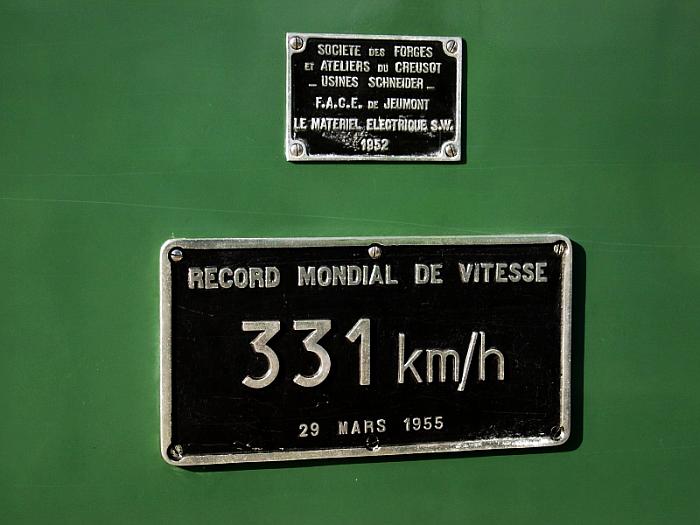 SOCIETE DES FORGES
ET ATELIERS DU CREUSOT
_ USINES SCHNEIDER _
F.A.C.E. DE JEUMONT
LE MATERIEL ELECTRIQUE S.W.
1952
RECORD MONDIAL DE VITESSE
331 km/h
29 MARS 1955